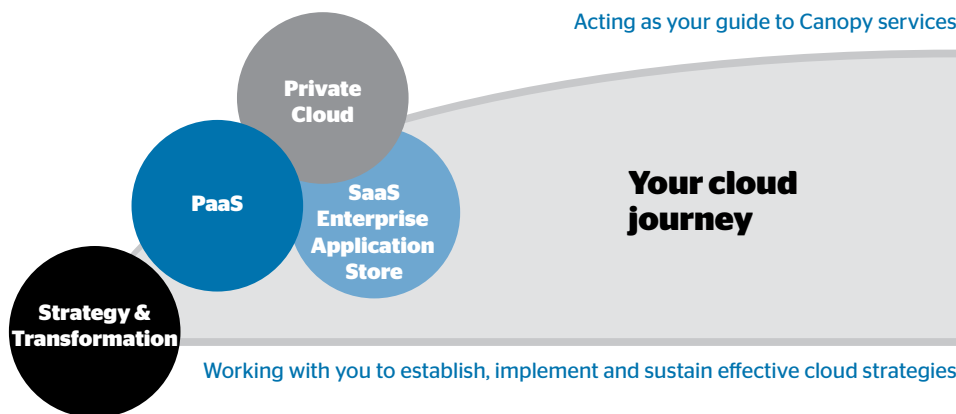 Acting as your guide to Canopy services
Private
Cloud
PaaS
SaaS
Enterprise
Application
Store
Your cloud
journey
Strategy &
Transformation
Working with you to establish, implement and sustain effective cloud strategies